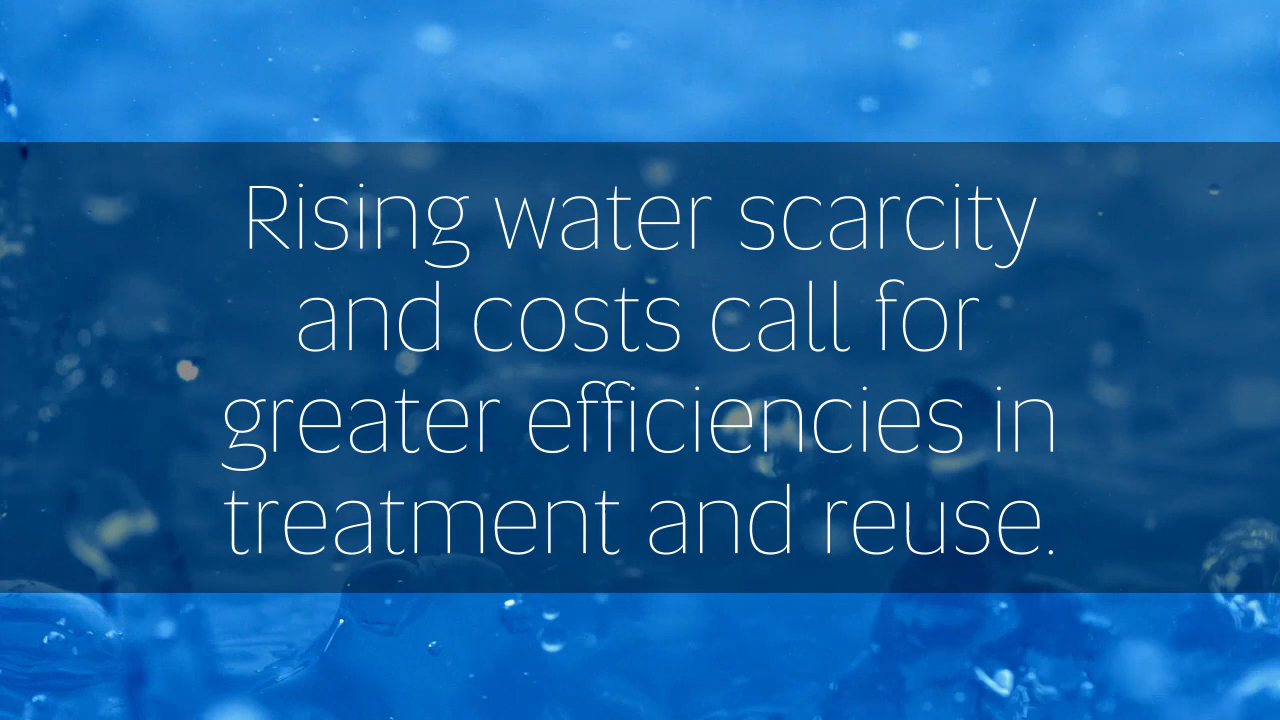 Rising water scarcity
and costs call for
greater efficiencies in
treatment and reuse.